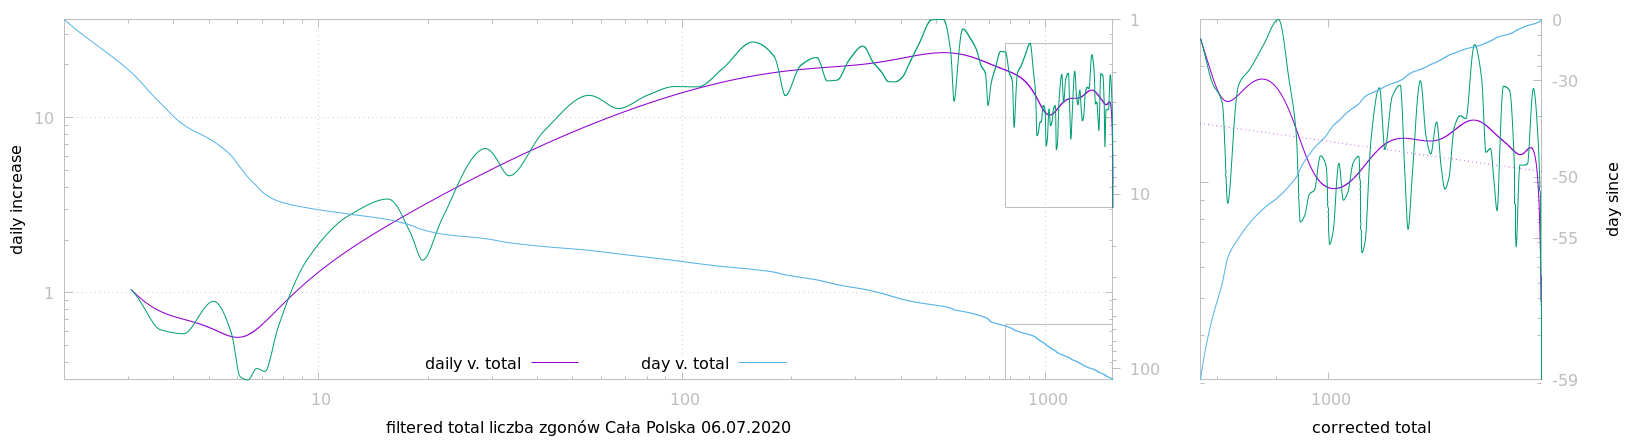 daily increase
10
1
10
100
1000
1
10
100
daily v. total
day v. total
filtered total liczba zgonów Cała Polska 06.07.2020
0
-30
-50
-55
-59
day since
1000
corrected total